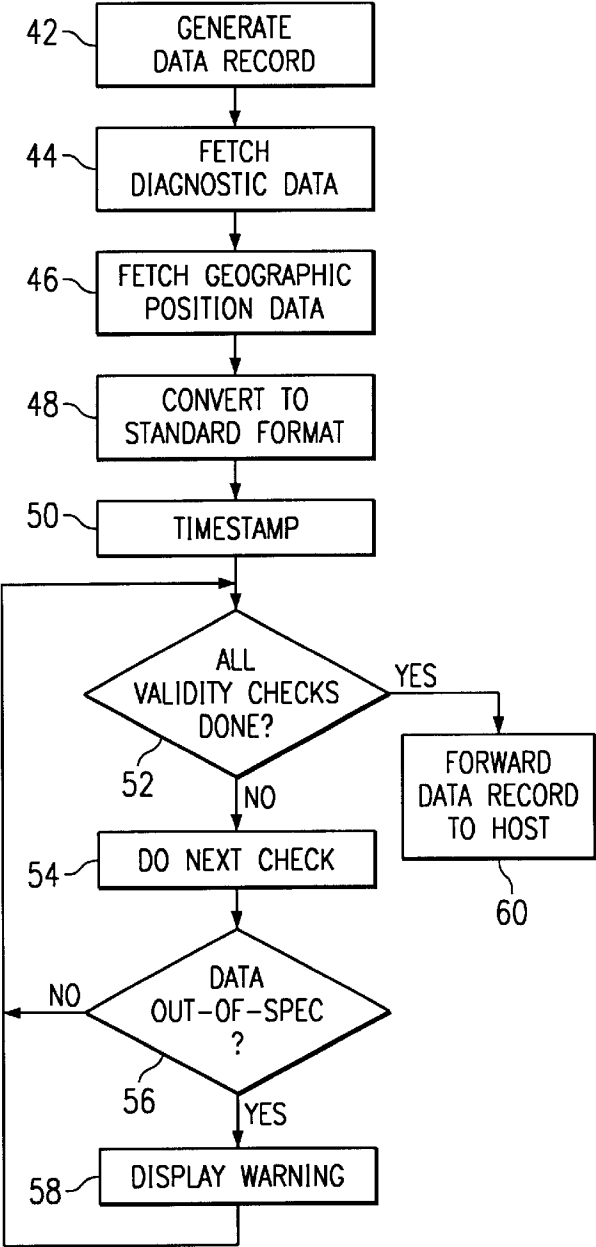 42
GENERATE
DATA RECORD
44
FETCH
DIAGNOSTIC DATA
46
FETCH GEOGRAPHIC
POSITION DATA
48
CONVERT TO
STANDARD FORMAT
50
TIMESTAMP
ALL
VALIDITY CHECKS
DONE?
YES
52
NO
FORWARD
DATA RECORD
TO HOST
60
54
DO NEXT CHECK
DATA
OUT-OF-SPEC
?
NO
56
YES
58
DISPLAY WARNING